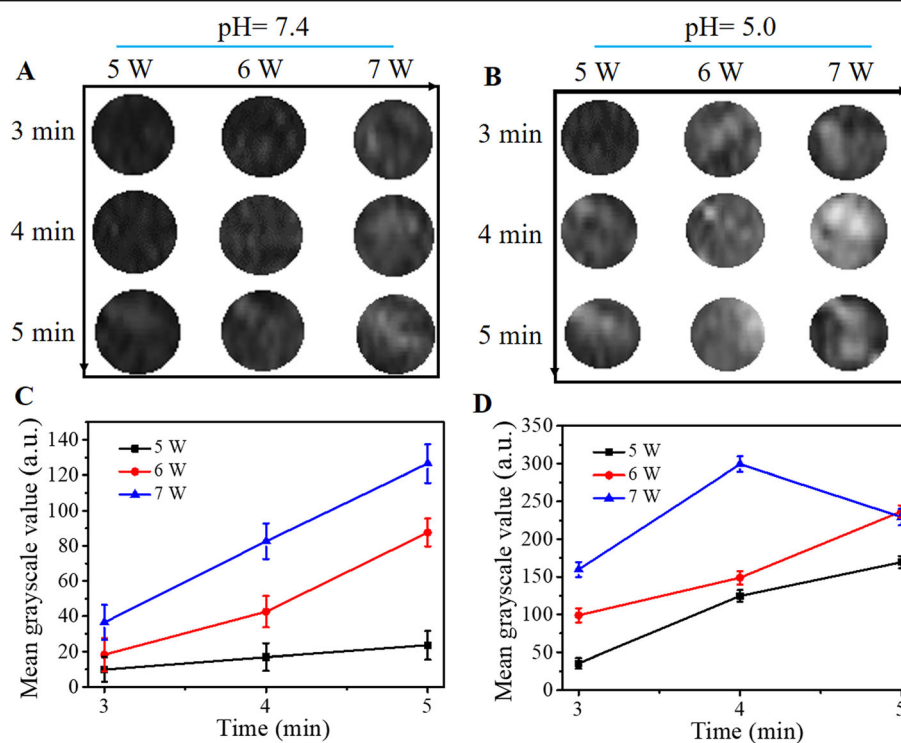 pH= 7.4
A 5 W 6 W 7 W
3 min
4 min
5 min
pH= 5.0
B 5 W 6 W 7 W
3 min
4 min
5 min
C
Mean grayscale value (a.u.)
140
120
100
80
60
40
20
0
5 W
6 W
7 W
3 4 5
Time (min)
D
Mean grayscale value (a.u.)
350
300
250
200
150
100
50
0
5 W
6 W
7 W
3 4 5
Time (min)